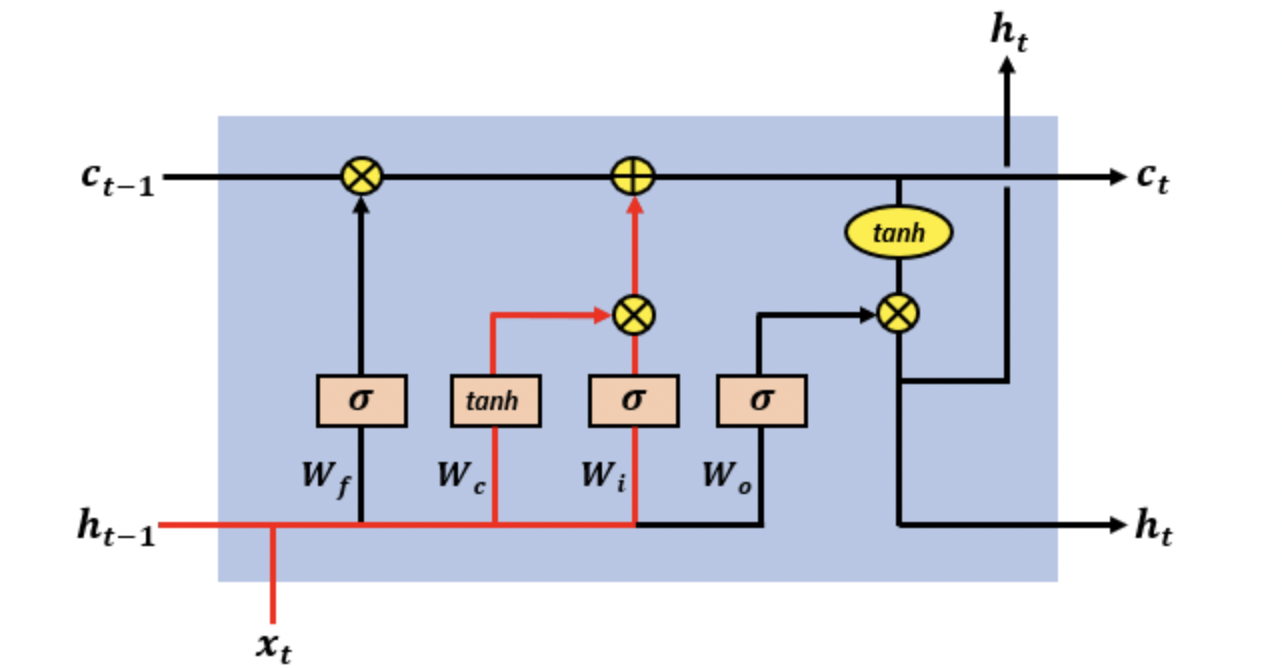 h_t
c_{t-1}
c_t
tanh
σ
tanh
σ
σ
W_f
W_c
W_i
W_o
h_{t-1}
h_t
x_t